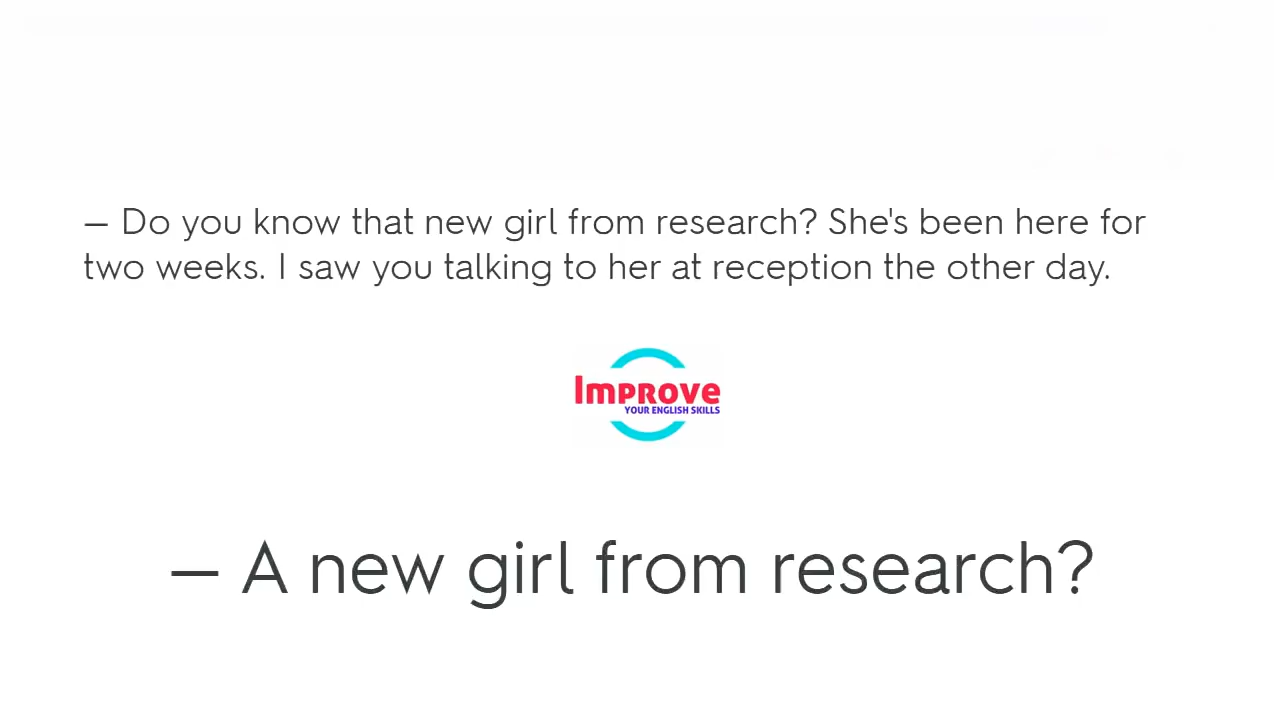 — Do you know that new girl from research? She's been here for
two weeks. I saw you talking to her at reception the other day.
Improve
YOUR ENGLISH SKILLS
— A new girl from research?